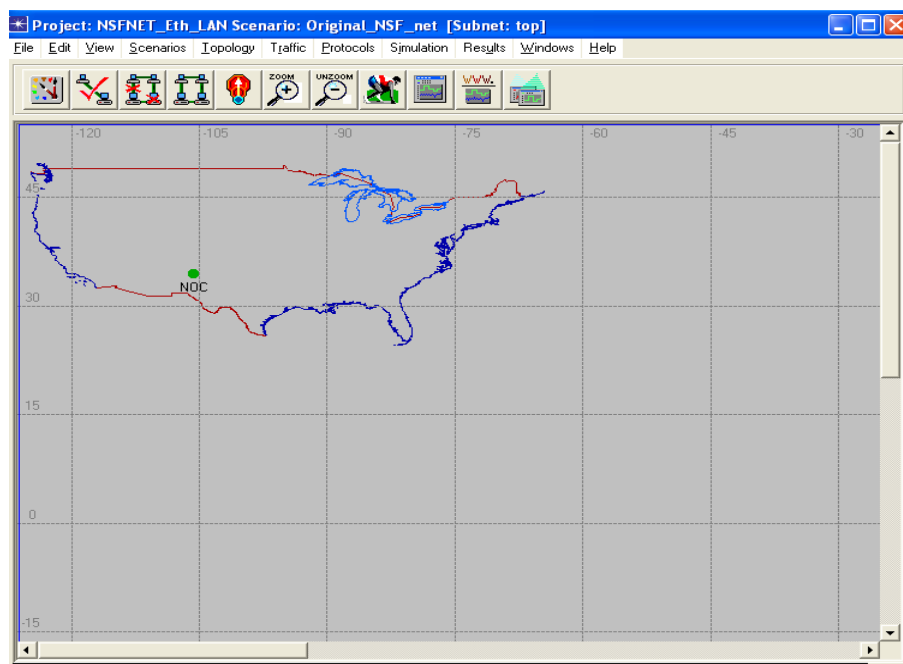 Project: NSFNET_Eth_LAN Scenario: Original_NSF_net [Subnet: top]
File Edit View Scenarios Topology Traffic Protocols Simulation Results Windows Help
ZOOM UNZOOM WWW.
-120 -105 -90 -75 -60 -45 -30
45
NOC
30
15
0
-15